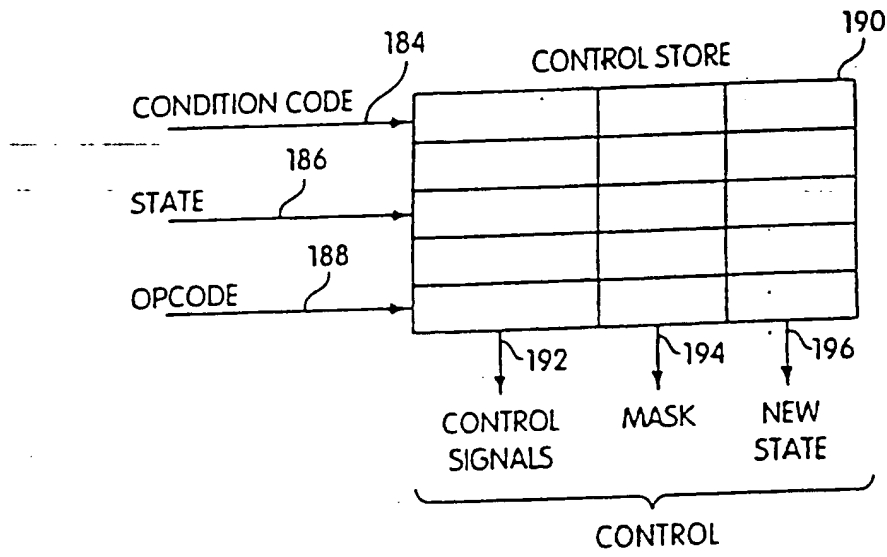 190
184
CONTROL STORE
CONDITION CODE
186
STATE
188
OPCODE
192
194
196
CONTROL SIGNALS
MASK
NEW STATE
CONTROL